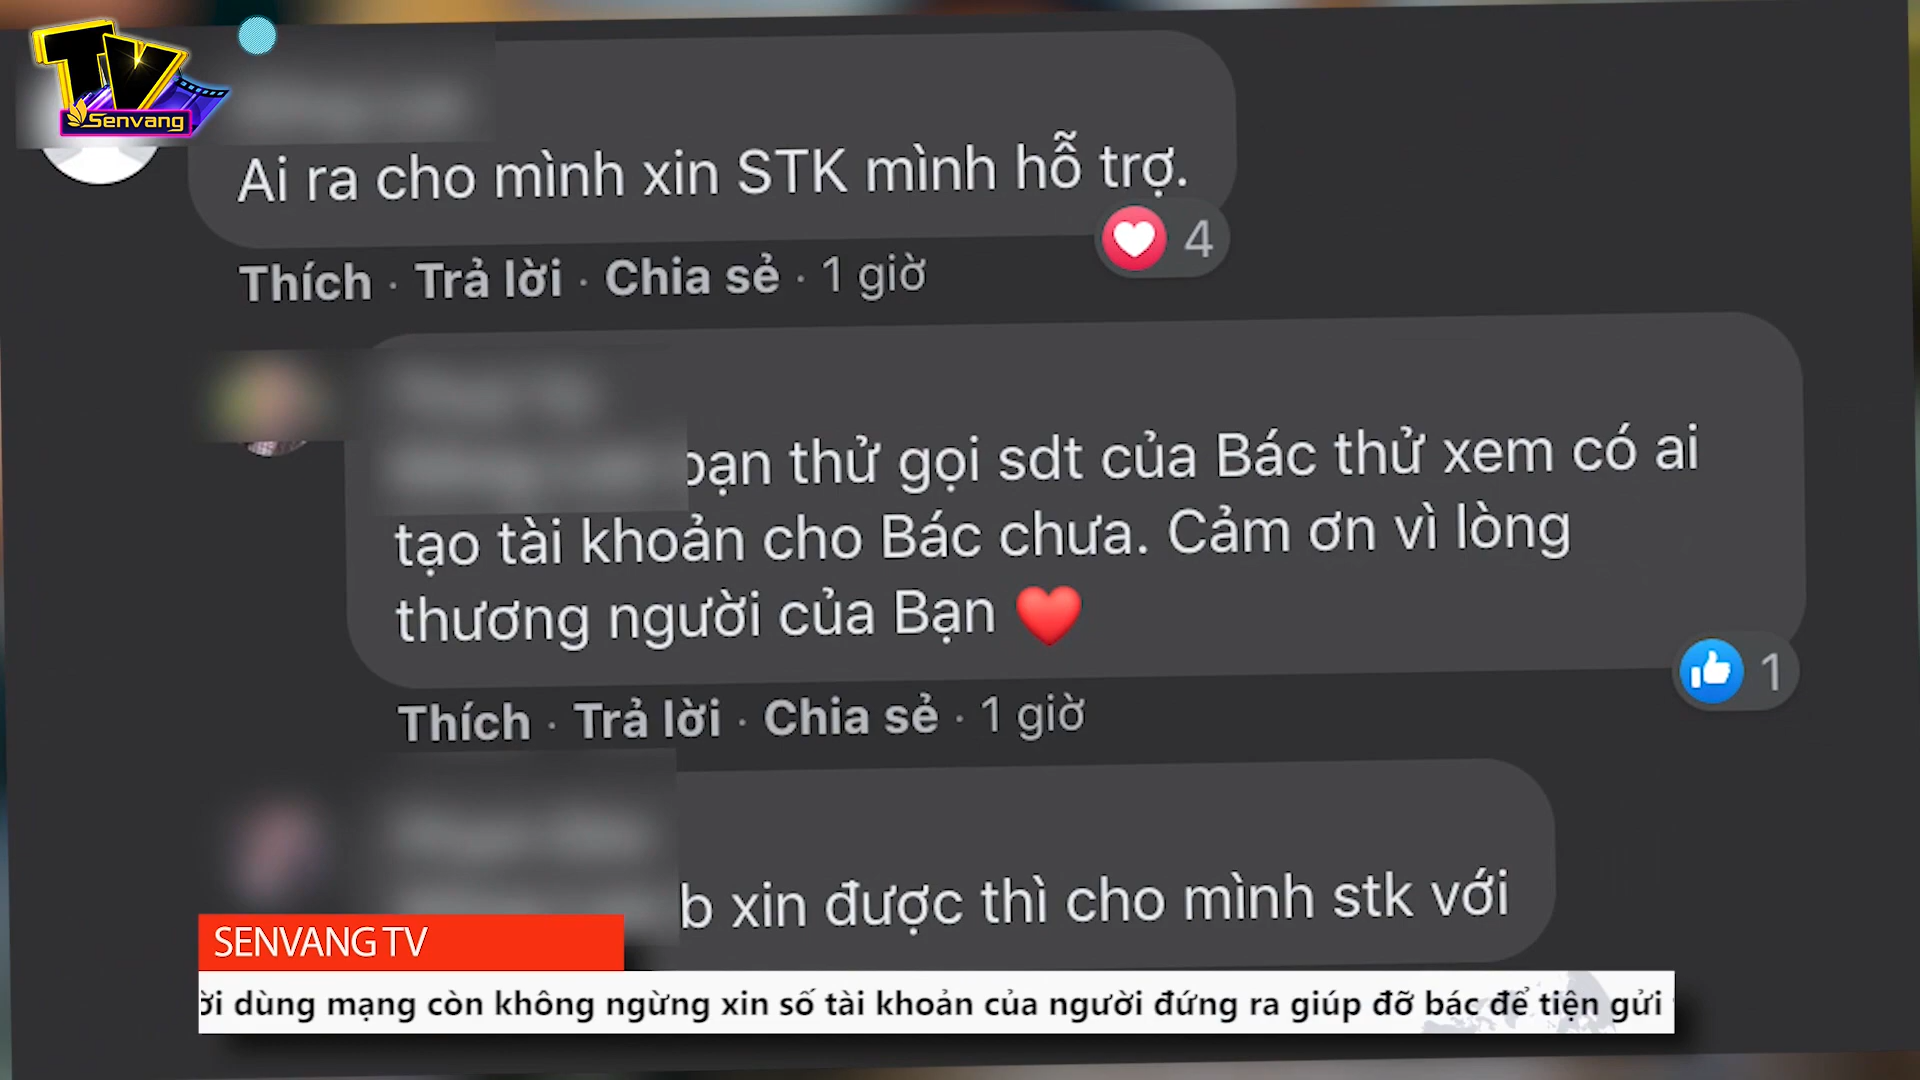 TV
Senvang
Ai ra cho mình xin STK mình hỗ trợ.
4
Thích · Trả lời · Chia sẻ · 1 giờ
bạn thử gọi sdt của Bác thử xem có ai
tạo tài khoản cho Bác chưa. Cảm ơn vì lòng
thương người của Bạn ❤️
1
Thích · Trả lời · Chia sẻ · 1 giờ
b xin được thì cho mình stk với
SENVANG TV
dùng mạng còn không ngừng xin số tài khoản của người đứng ra giúp đỡ bác để tiện gửi